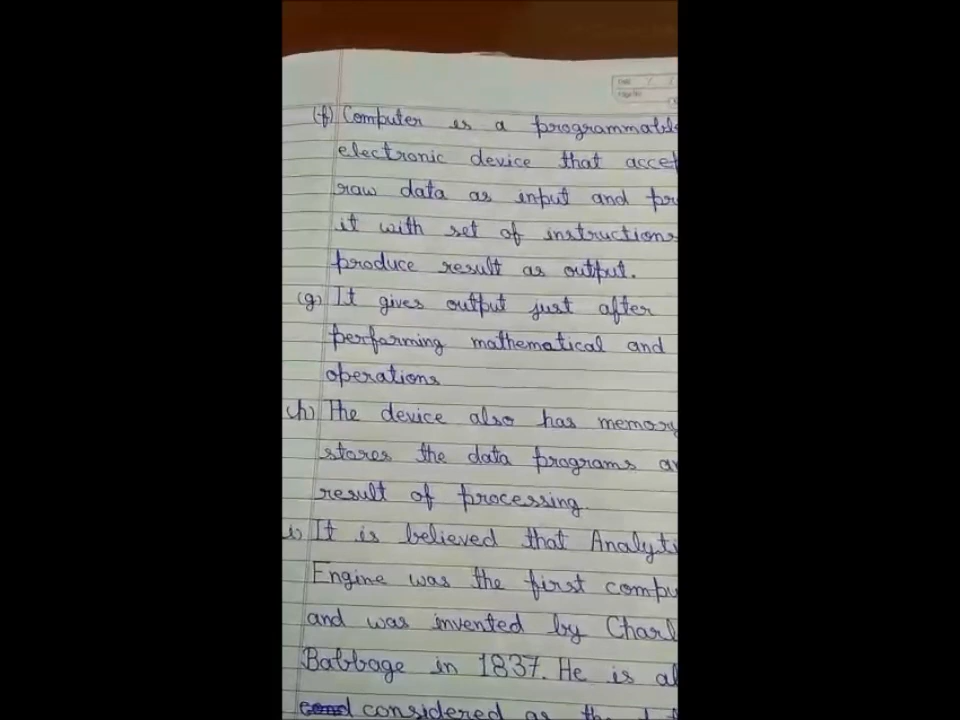 (f) Computer is a programmable
electronic device that accep
raw data as input and pr
it with set of instructions
produce result as output.
(g) It gives output just after
performing mathematical and
operations
(h) The device also has memory
stores the data programs a
result of processing.
i) It is believed that Analyti
Engine was the first compu
and was invented by Charl
Babbage in 1837. He is al
considered as the